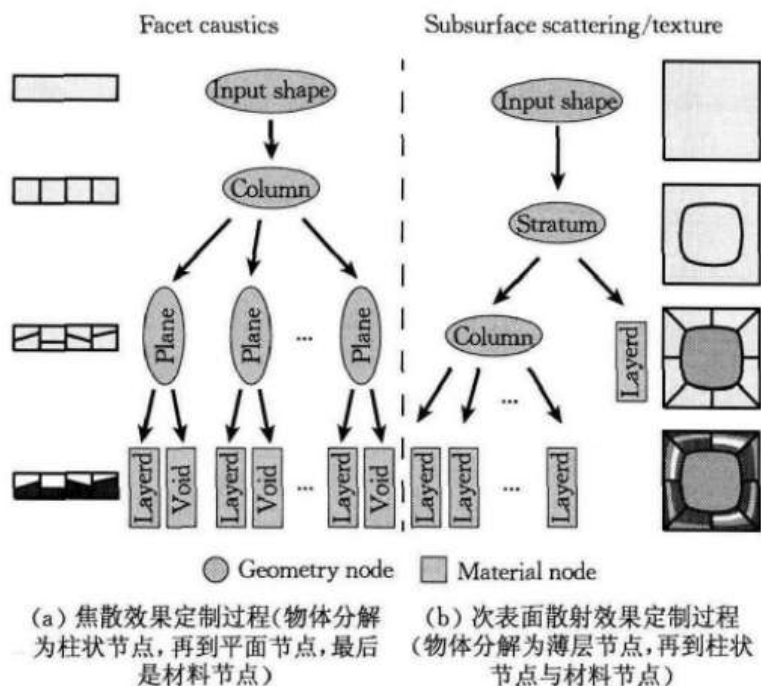 Facet caustics
Subsurface scattering/texture
Input shape
Column
Plane
Plane
...
Plane
Layerd
Void
Layerd
Void
...
Layerd
Void
Input shape
Stratum
Column
Layerd
...
Layerd
Layerd
...
Layerd
Geometry node
Material node
(a) 焦散效果定制过程(物体分解
为柱状节点,再到平面节点,最后
是材料节点)
(b) 次表面散射效果定制过程
(物体分解为薄层节点,再到柱状
节点与材料节点)